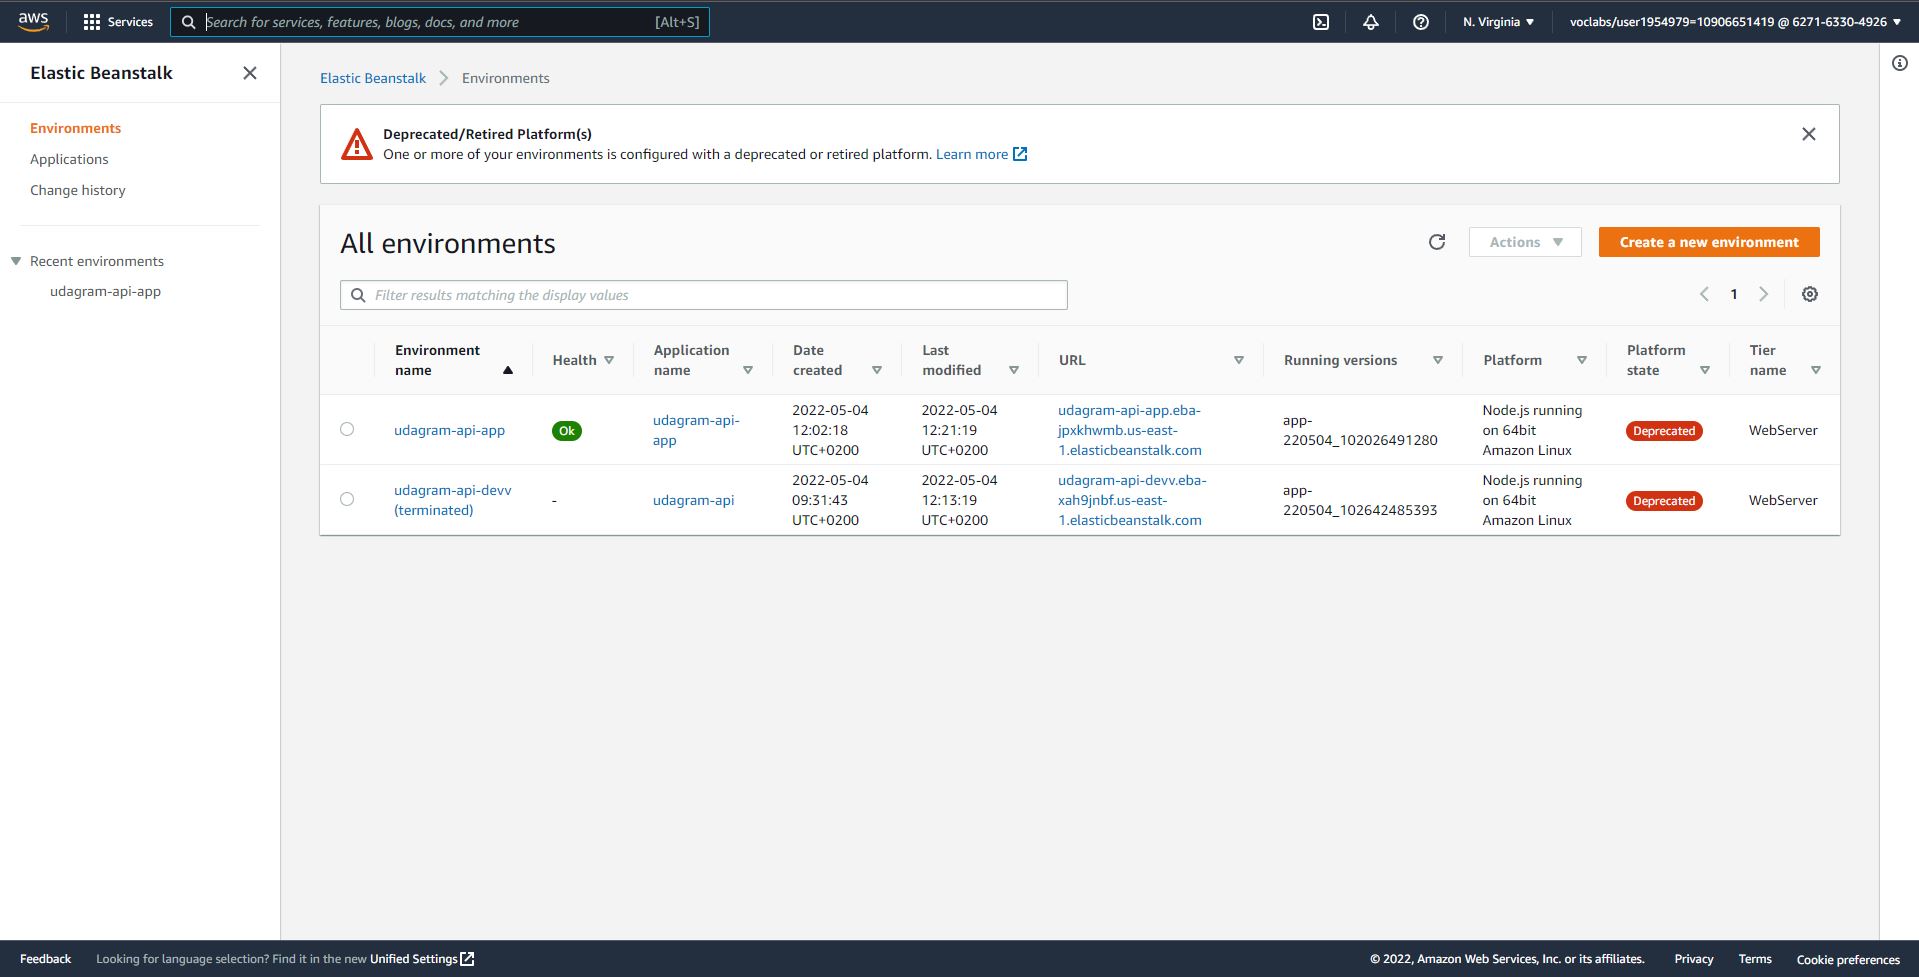 aws
Services
Search for services, features, blogs, docs, and more
[Alt+S]
N. Virginia
voclabs/user1954979=10906651419 @ 6271-6330-4926
Elastic Beanstalk
Environments
Applications
Change history
Recent environments
udagram-api-app
Elastic Beanstalk
Environments
Deprecated/Retired Platform(s)
One or more of your environments is configured with a deprecated or retired platform. Learn more
All environments
Actions
Create a new environment
Filter results matching the display values
1
Environment
name
Health
Application
name
Date
created
Last
modified
URL
Running versions
Platform
Platform
state
Tier
name
udagram-api-app
Ok
udagram-api-
app
2022-05-04
12:02:18
UTC+0200
2022-05-04
12:21:19
UTC+0200
udagram-api-app.eba-
jpxkhwmb.us-east-
1.elasticbeanstalk.com
app-
220504_102026491280
Node.js running
on 64bit
Amazon Linux
Deprecated
WebServer
udagram-api-devv
(terminated)
-
udagram-api
2022-05-04
09:31:43
UTC+0200
2022-05-04
12:13:19
UTC+0200
udagram-api-devv.eba-
xah9jnbf.us-east-
1.elasticbeanstalk.com
app-
220504_102642485393
Node.js running
on 64bit
Amazon Linux
Deprecated
WebServer
Feedback
Looking for language selection? Find it in the new Unified Settings
© 2022, Amazon Web Services, Inc. or its affiliates.
Privacy
Terms
Cookie preferences